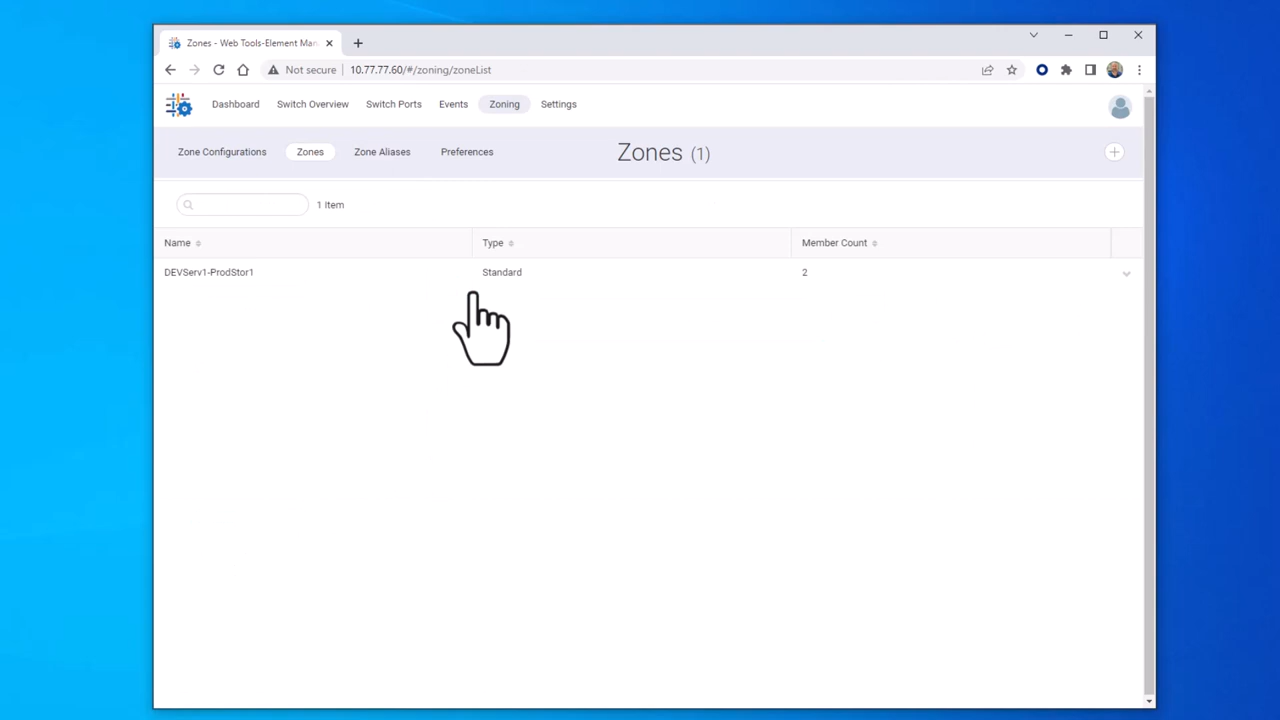 Zones - Web Tools-Element Man
Not secure 10.77.77.60/#/zoning/zoneList
Dashboard Switch Overview Switch Ports Events Zoning Settings
Zone Configurations Zones Zone Aliases Preferences Zones (1)
1 Item
Name Type Member Count
DEVServ1-ProdStor1 Standard 2